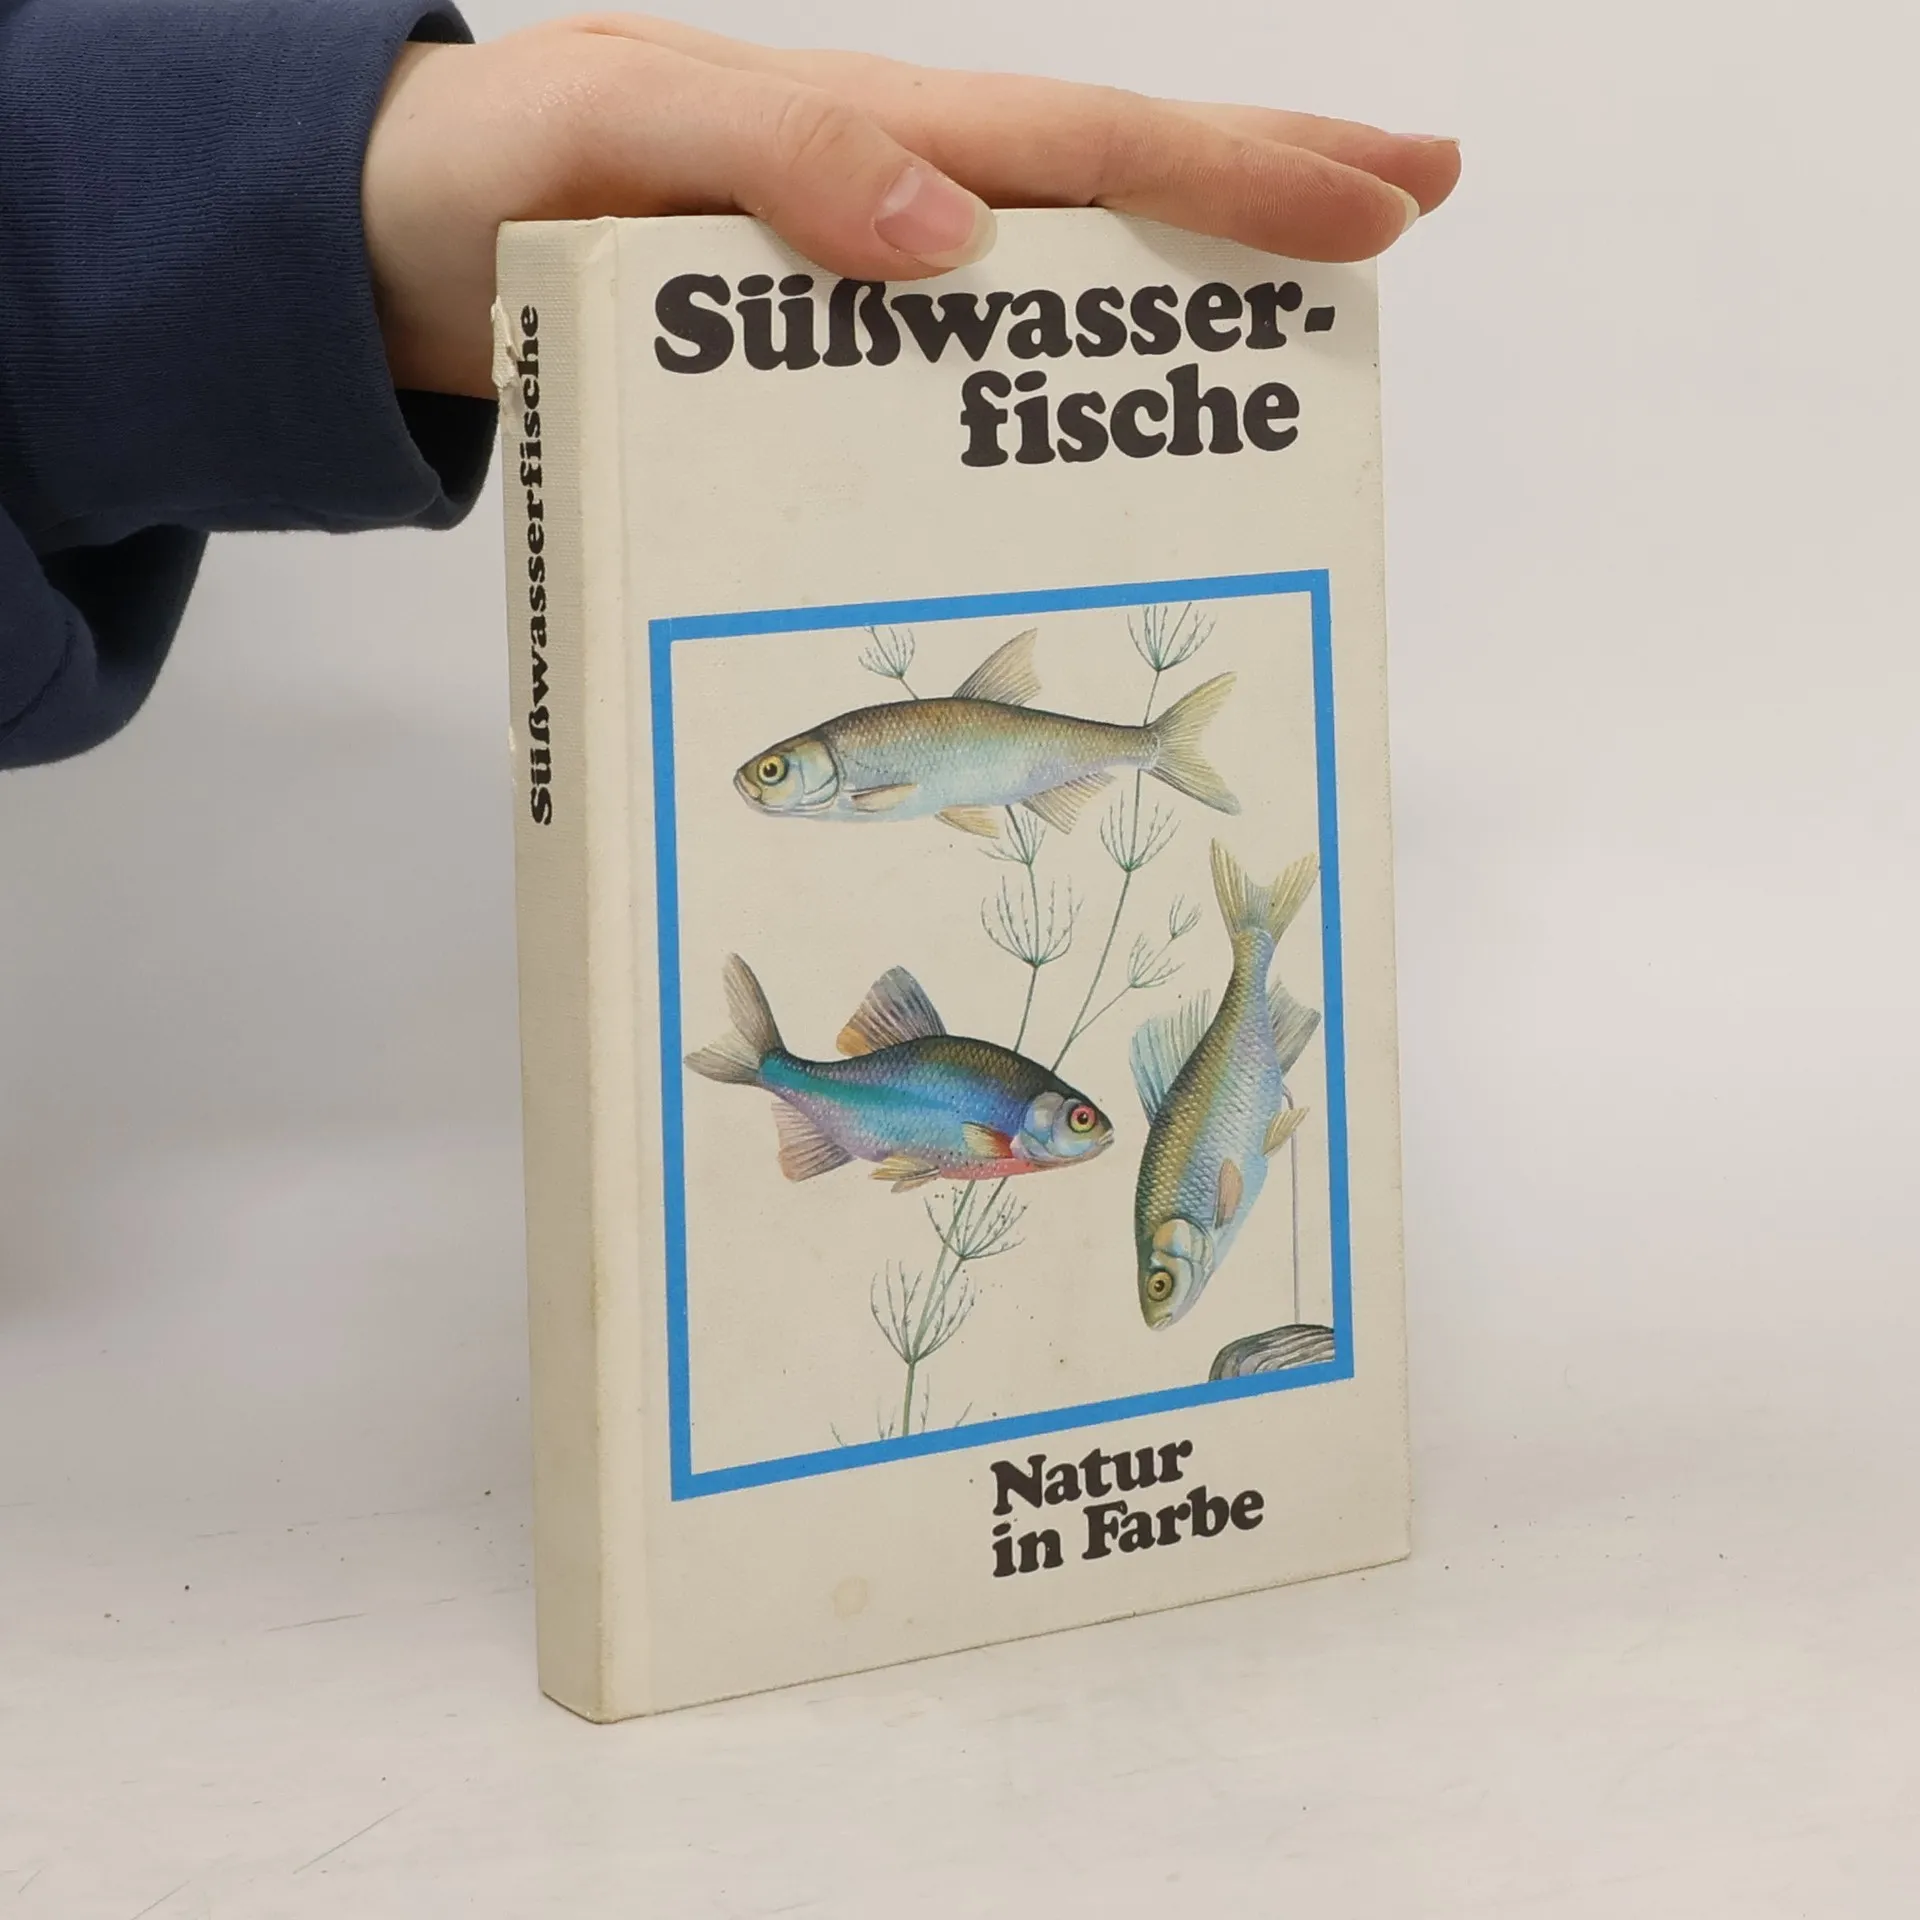 Süßwasser-
fische
Natur
in Farbe
Süßwasserfische